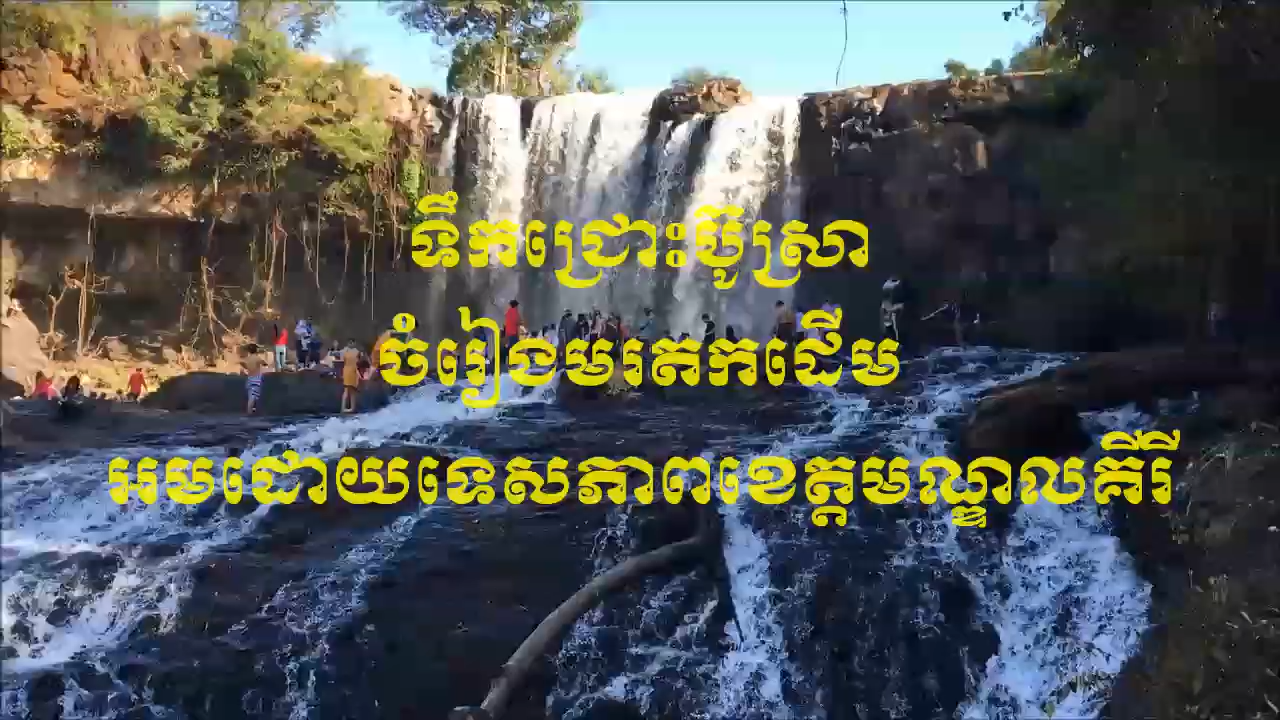 ទឹកជ្រោះប៊ូស្រា
ចំរៀងមរតកដើម
អមដោយទេសភាពខេត្តមណ្ឌលគីរី